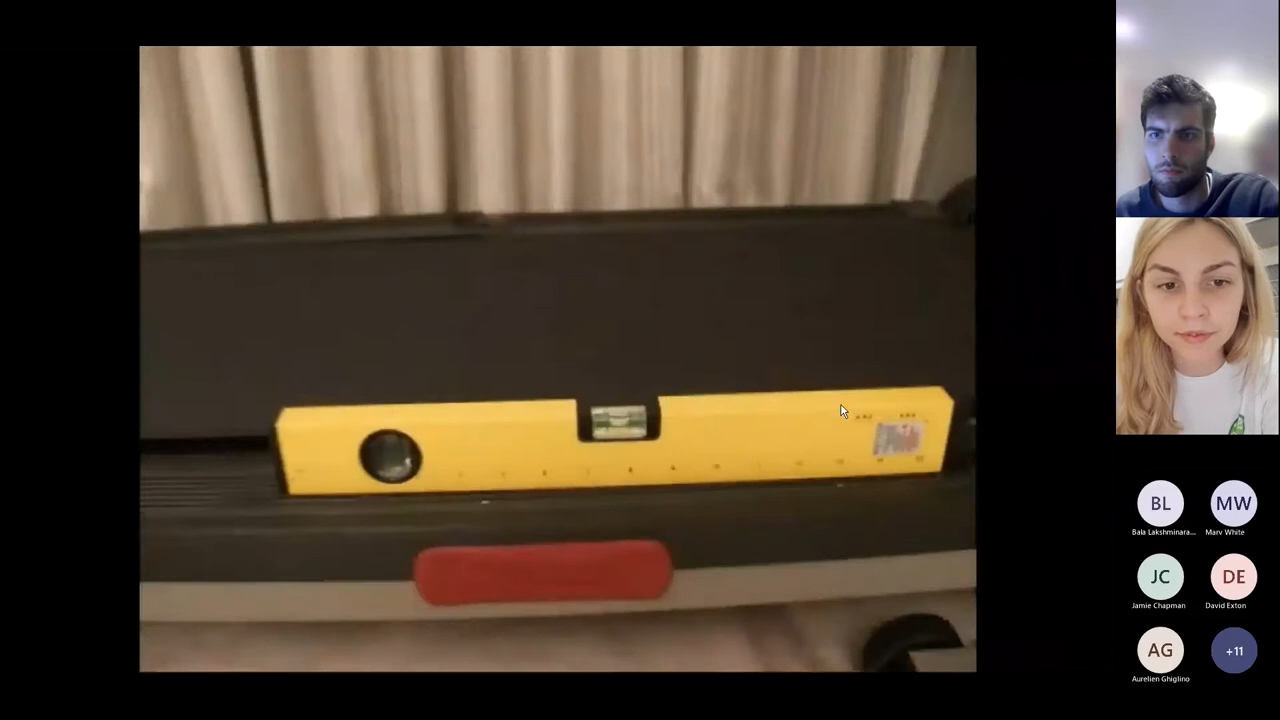 BL
MW
Bala Lakshminara...
Marv White
JC
DE
Jamie Chapman
David Exton
AG
+11
Aurelien Ghiglino